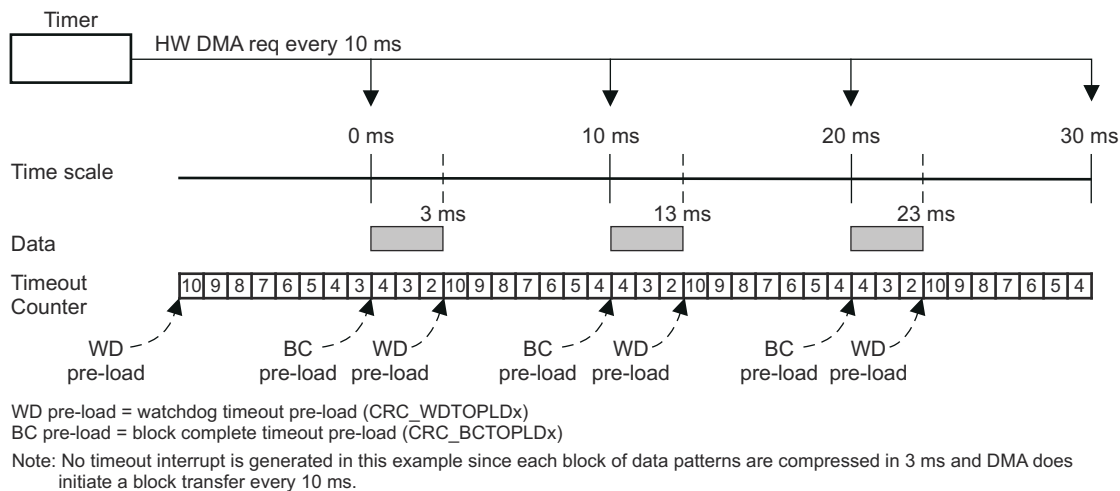 Timer
HW DMA req every 10 ms
0 ms 10 ms 20 ms 30 ms
Time scale
3 ms 13 ms 23 ms
Data
Timeout
Counter
10 9 8 7 6 5 4 3 4 3 2 10 9 8 7 6 5 4 4 3 2 10 9 8 7 6 5 4 4 3 2 10 9 8 7 6 5 4
WD
pre-load
BC
pre-load
WD
pre-load
BC
pre-load
WD
pre-load
BC
pre-load
WD
pre-load
WD pre-load = watchdog timeout pre-load (CRC_WDTOPLDx)
BC pre-load = block complete timeout pre-load (CRC_BCTOPLDx)
Note: No timeout interrupt is generated in this example since each block of data patterns are compressed in 3 ms and DMA does
initiate a block transfer every 10 ms.